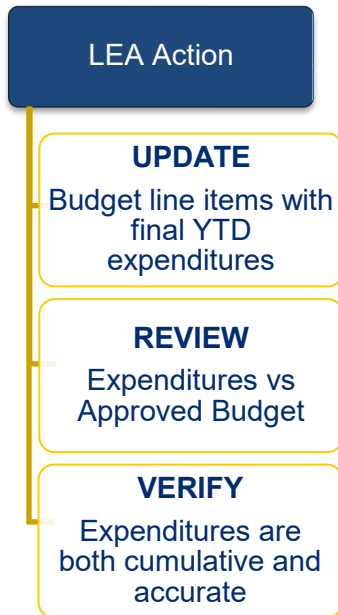 LEA Action
UPDATE
Budget line items with
final YTD
expenditures
REVIEW
Expenditures vs
Approved Budget
VERIFY
Expenditures are
both cumulative and
accurate